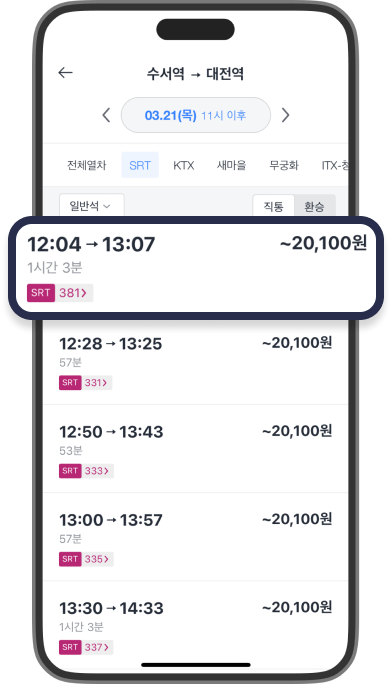 수서역 → 대전역
03.21(목) 11시 이후
전체열차 SRT KTX 새마을 무궁화 ITX-청
일반석 직통 환승
12:04 → 13:07 ~20,100원
1시간 3분
SRT 381>
12:28 → 13:25 ~20,100원
57분
SRT 331>
12:50 → 13:43 ~20,100원
53분
SRT 333>
13:00 → 13:57 ~20,100원
57분
SRT 335>
13:30 → 14:33 ~20,100원
1시간 3분
SRT 337>